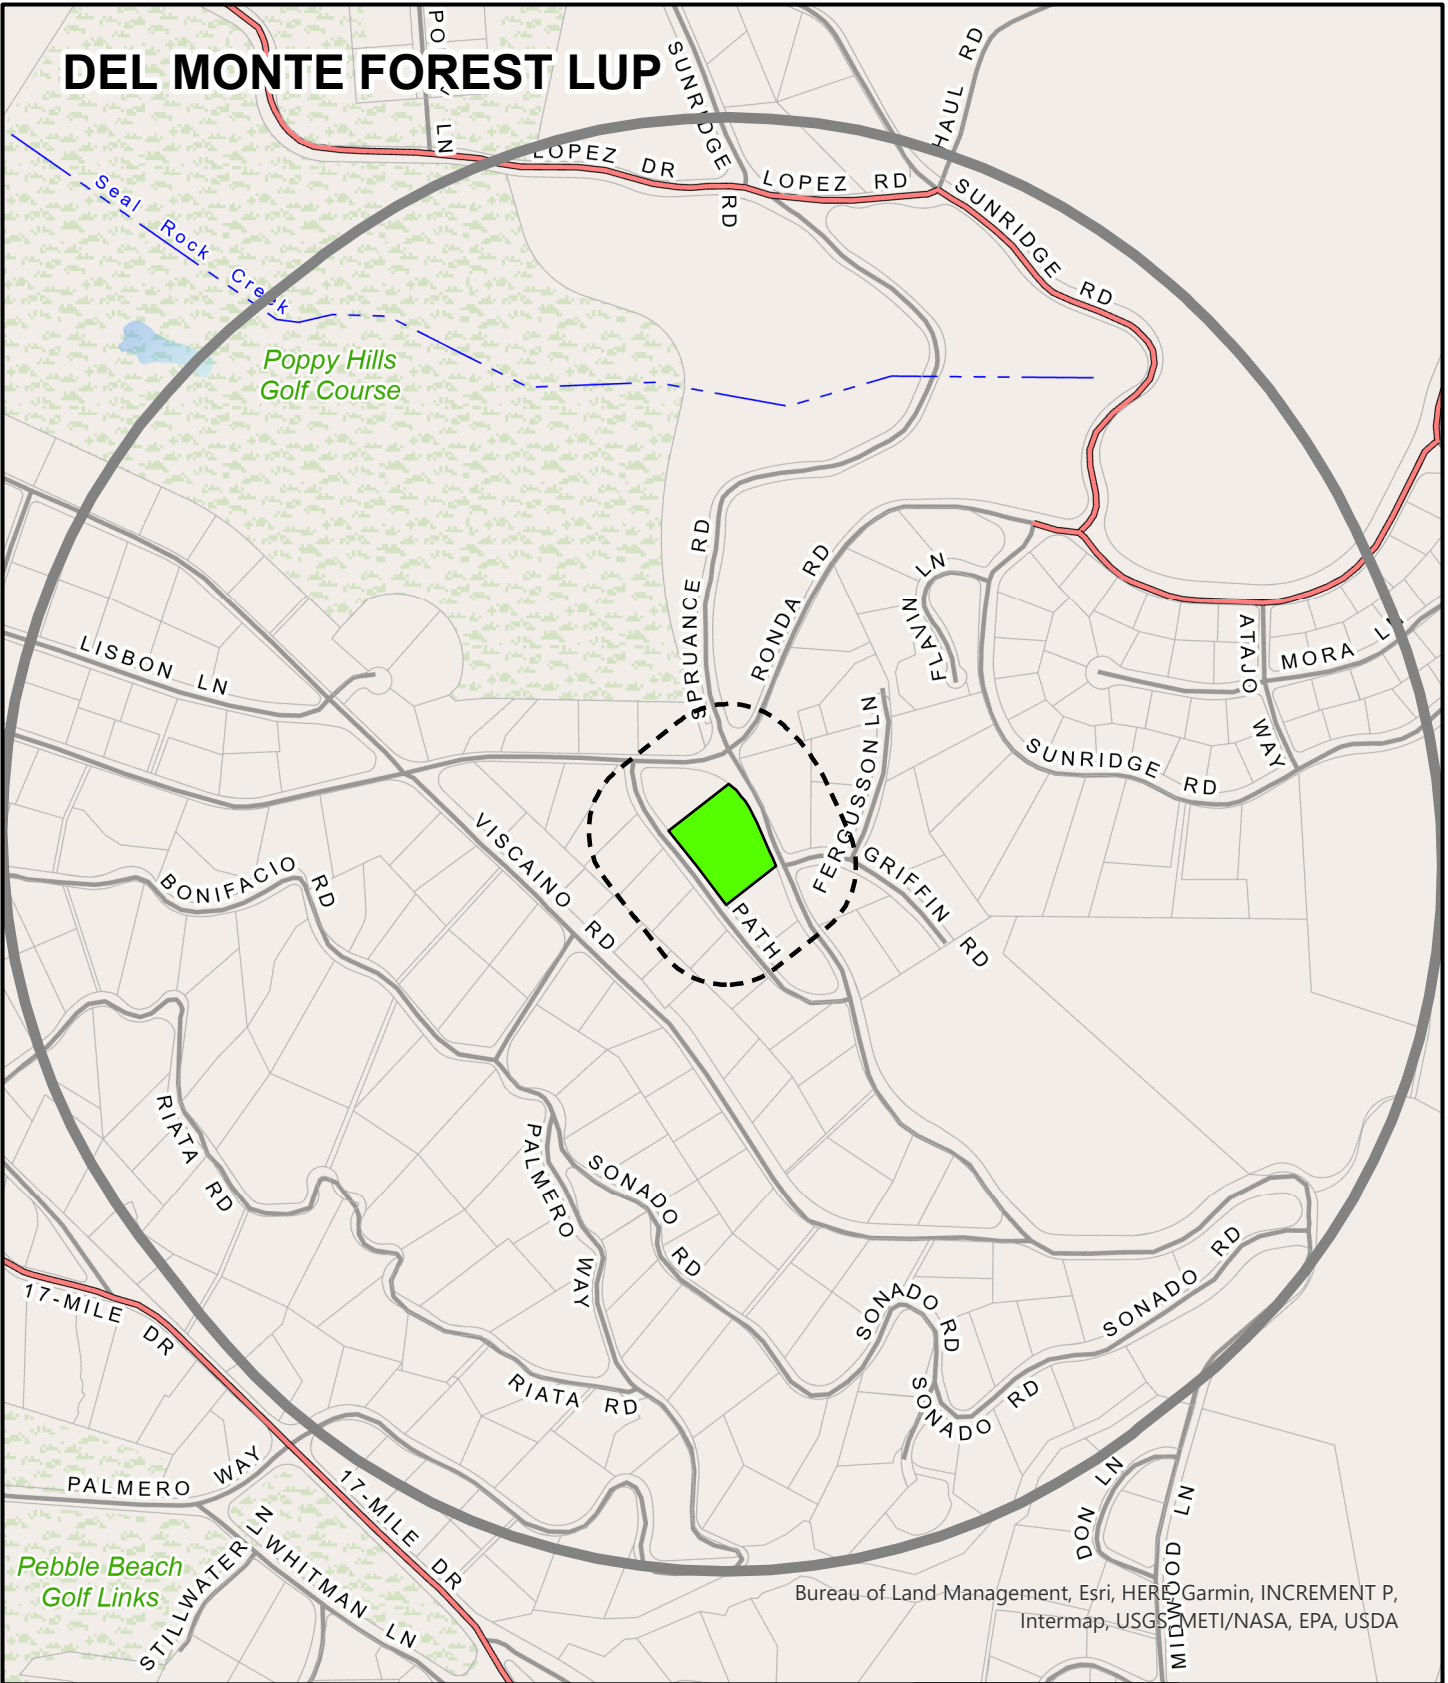 DEL MONTE FOREST LUP
LN
SUNRIDGE
RD
HAUL RD
LOPEZ DR
LOPEZ RD
SUNRIDGE RD
Seal Rock Creek
Poppy Hills
Golf Course
SPRUANCE RD
RONDA RD
FLAVIN LN
ATAJO WAY
MORA LN
LISBON LN
SUNRIDGE RD
FERGUSSON LN
GRIFFIN RD
VISCAINO RD
BONIFACIO RD
PATH
RIATA RD
PALMERO WAY
SONADO RD
SONADO RD
SONADO RD
SONADO RD
17-MILE DR
RIATA RD
PALMERO WAY
17-MILE DR
DON LN
MIDWOOD LN
STILLWATER LN
WHITMAN LN
Pebble Beach
Golf Links
Bureau of Land Management, Esri, HERE, Garmin, INCREMENT P,
Intermap, USGS, METI/NASA, EPA, USDA